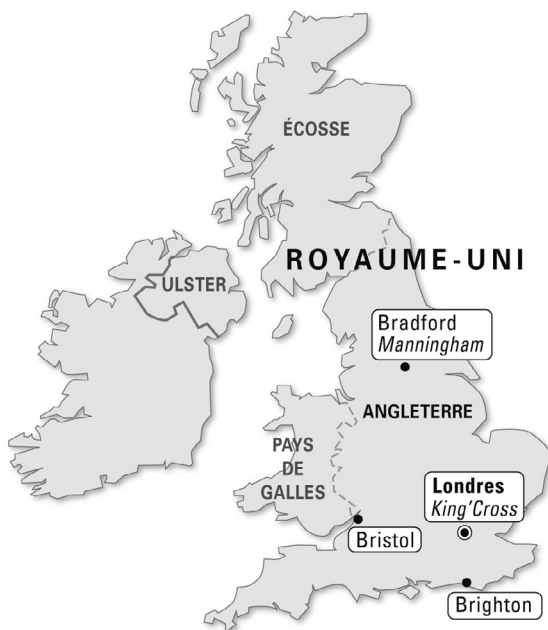 ÉCOSSE
ROYAUME-UNI
ULSTER
Bradford
Manningham
ANGLETERRE
PAYS
DE
GALLES
Londres
King'Cross
Bristol
Brighton